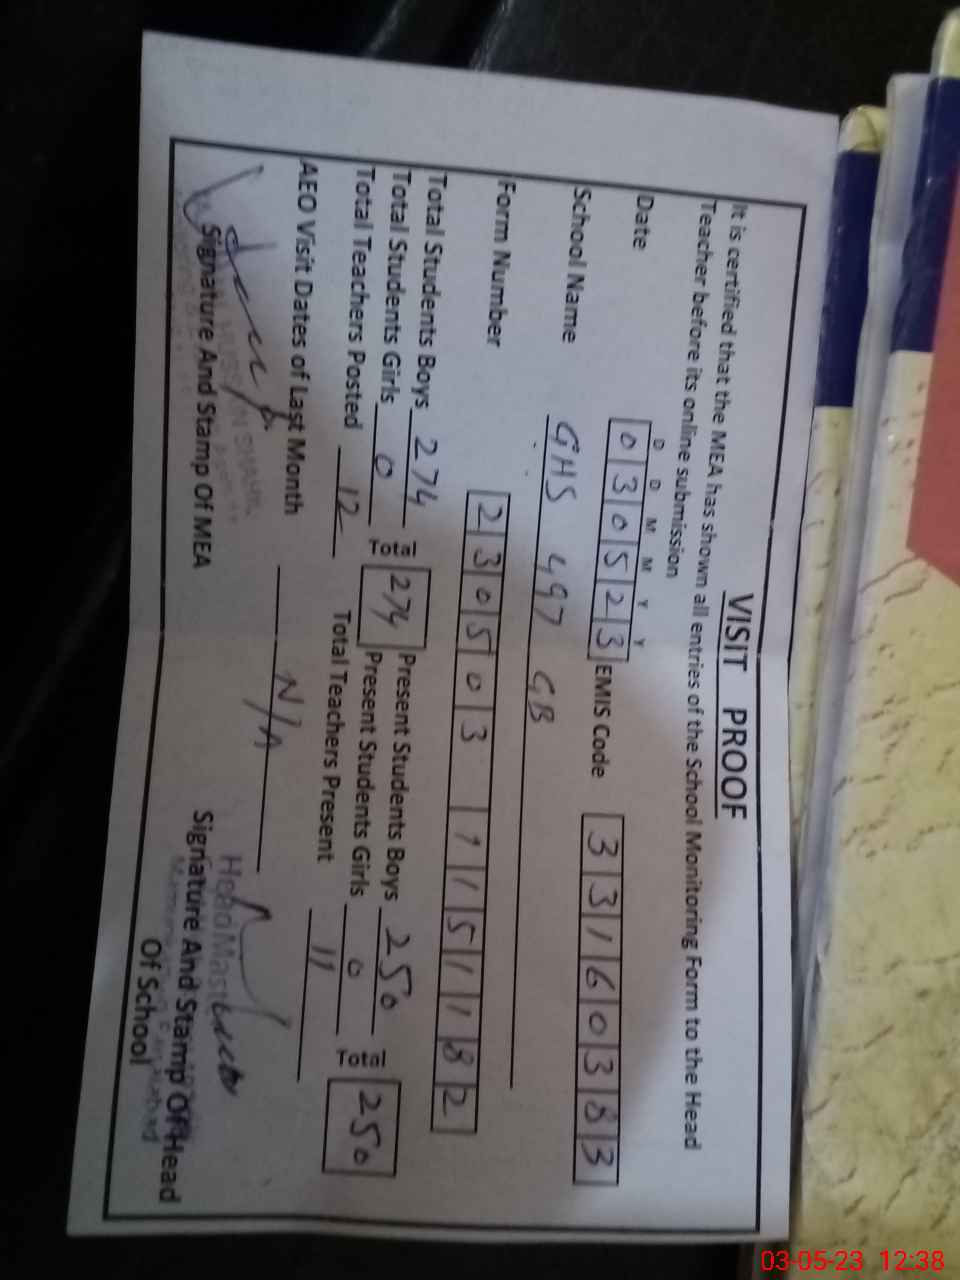 VISIT PROOF
It is certified that the MEA has shown all entries of the School Monitoring Form to the Head
Teacher before its online submission
D D M M Y Y
Date 0 3 0 5 2 3 EMIS Code 3 3 1 6 0 3 8 3
School Name GHS 497 GB
Form Number 2 3 0 5 0 3 1 1 5 1 1 8 2
Total Students Boys 274 Total 274 Present Students Boys 250 Total 250
Total Students Girls 0 Present Students Girls 0
Total Teachers Posted 12 Total Teachers Present 11
AEO Visit Dates of Last Month N/A
Signature And Stamp Of MEA
Head Mas
Signature And Stamp Of Head
Of School
03-05-23 12:38